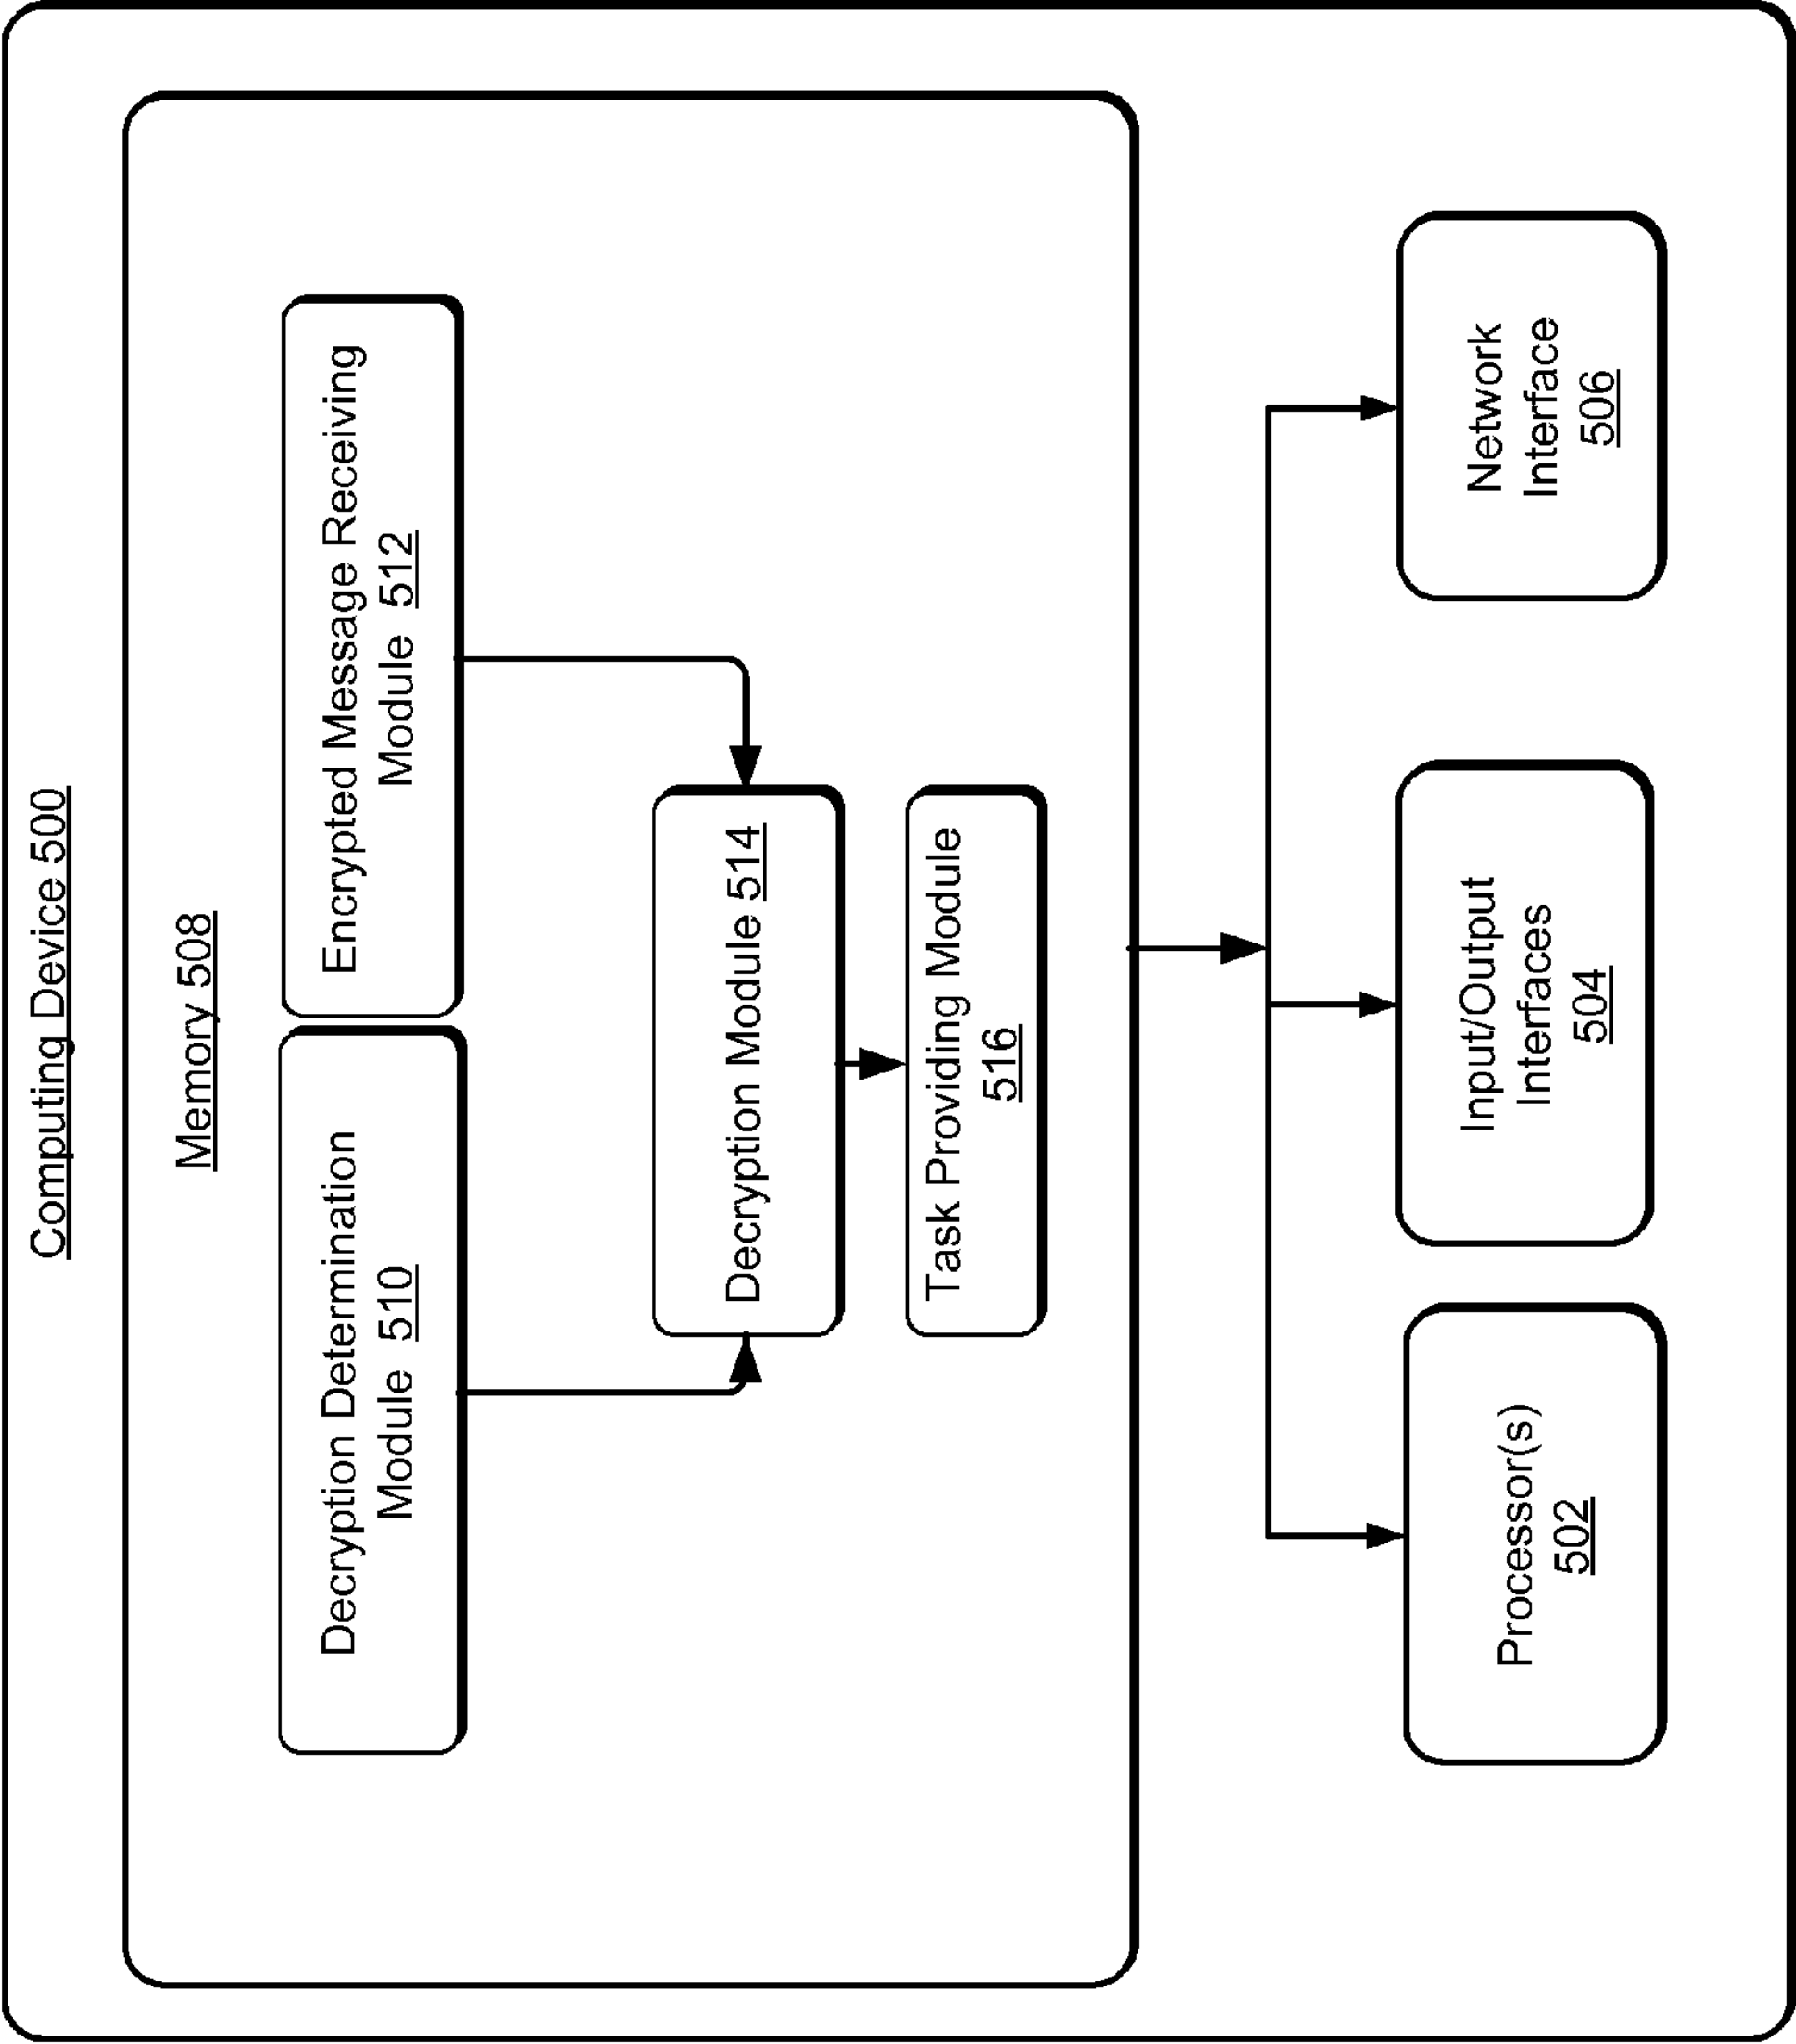 Computing Device 500
Memory 508
Decryption Determination
Module 510
Encrypted Message Receiving
Module 512
Decryption Module 514
Task Providing Module
516
Processor(s)
502
Input/Output
Interfaces
504
Network
Interface
506